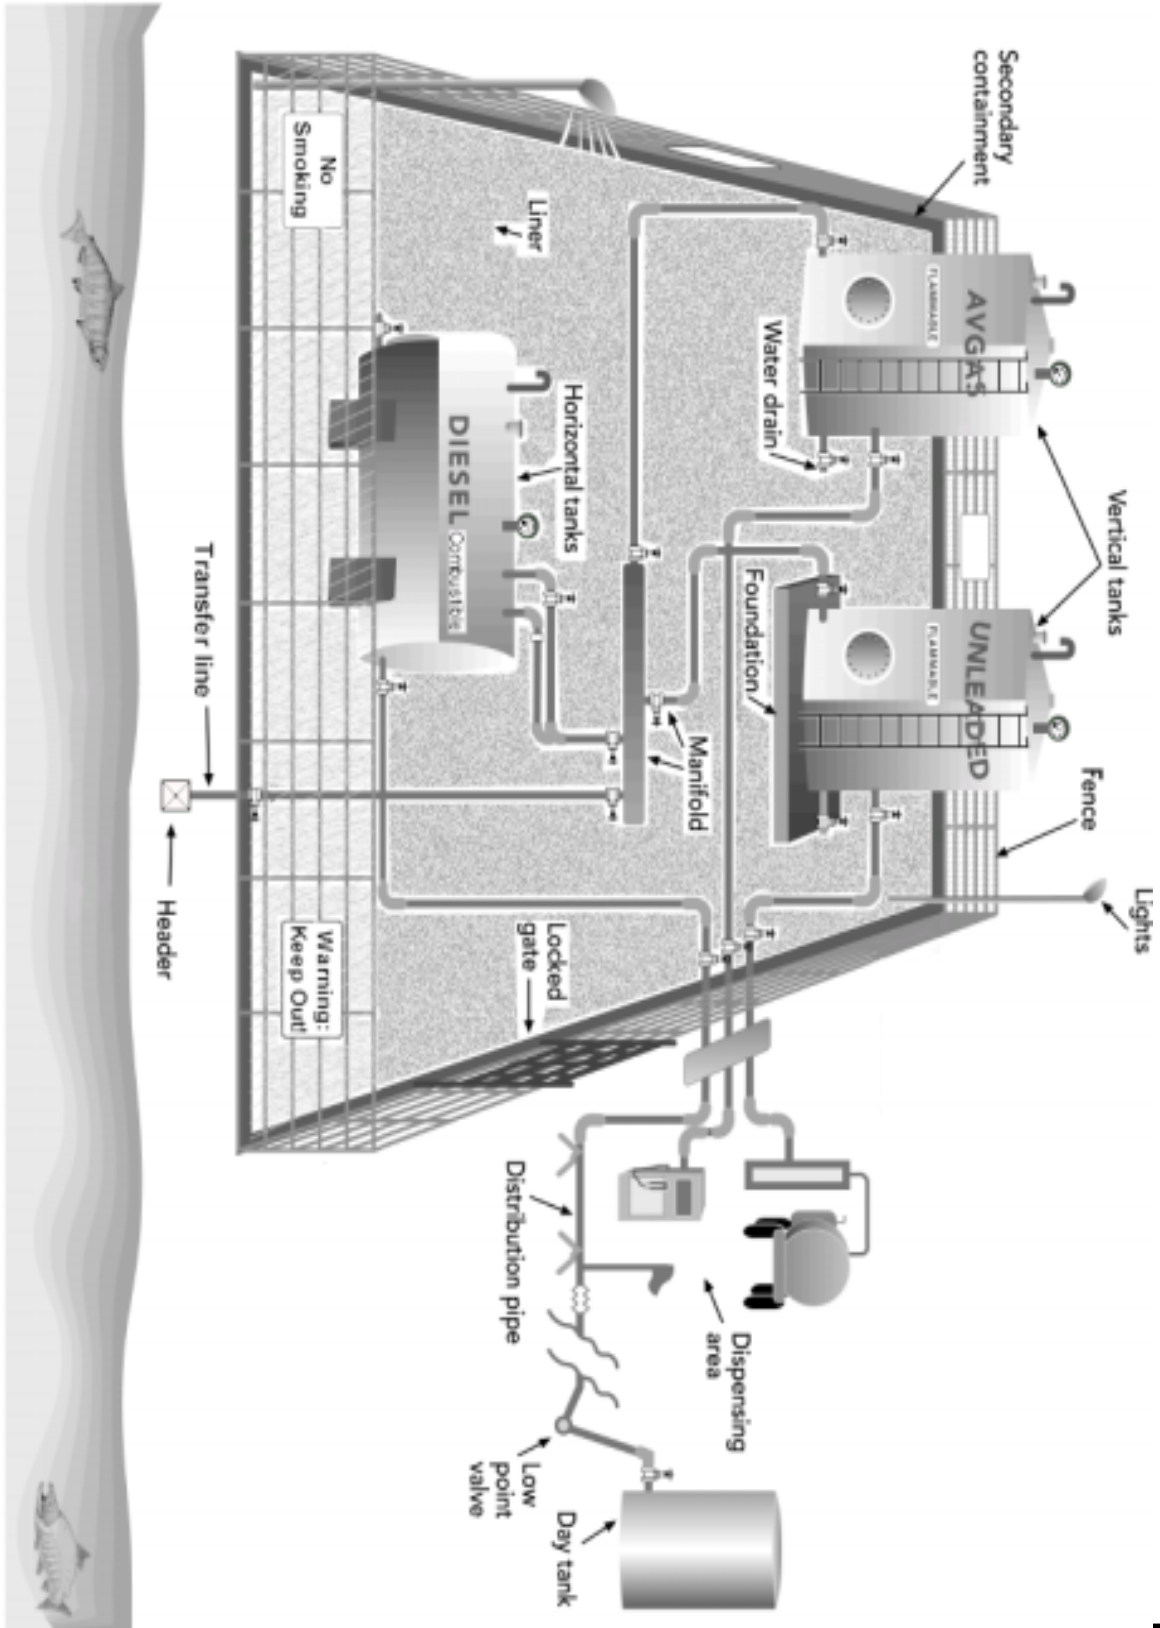 Lights
Fence
Vertical tanks
Secondary
containment
AVGAS
FLAMMABLE
UNLEADED
FLAMMABLE
Water drain
Foundation
Manifold
Liner
Horizontal tanks
DIESEL
Combustible
Locked
gate
No
Smoking
Warning:
Keep Out!
Transfer line
Header
Dispensing
area
Distribution pipe
Low
point
valve
Day tank